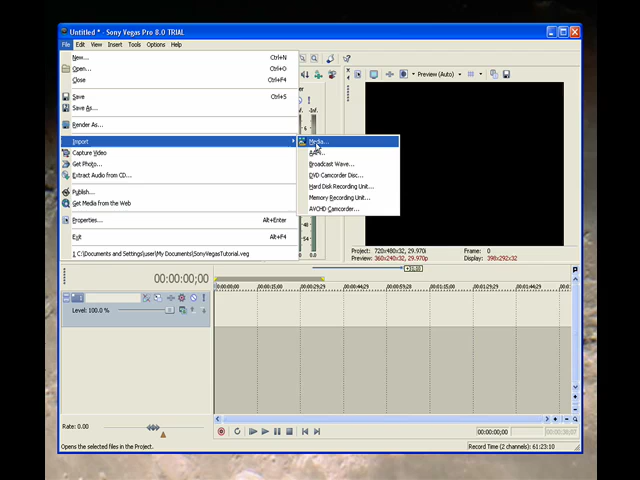 Untitled * - Sony Vegas Pro 8.0 TRIAL
File Edit View Insert Tools Options Help
New... Ctrl+N
Open... Ctrl+O
Close Ctrl+F4
Preview (Auto)
Save Ctrl+S
Save As...
Render As...
Import
Media...
Capture Video
Get Photo...
Broadcast Wave...
Extract Audio from CD...
DVD Camcorder Disc...
Hard Disk Recording Unit...
Publish...
Memory Recording Unit...
Get Media from the Web
AVCHD Camcorder...
Properties... Alt+Enter
Exit Alt+F4
1 C:\Documents and Settings\user\My Documents\SonyVegasTutorial.veg
Project: 720x480x32, 29.970i Frame: 0
Preview: 360x240x32, 29.970p Display: 398x292x32
00:00:00;00
00:00:00;00 00:00:15;00 00:00:29;29 00:00:44;29 00:00:59;28 00:01:15;00 00:01:29;29 00:01:44;29
Level: 100.0 %
Rate: 0.00
00:00:00;00
Opens the selected files in the Project.
Record Time (2 channels): 61:23:10